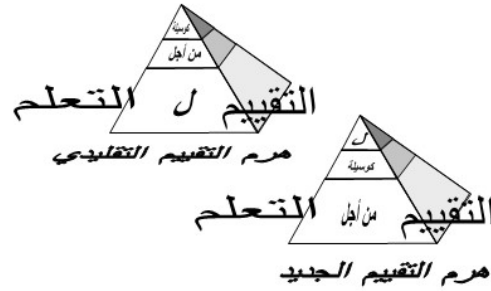 كوسيلة
من أجل
التقييم ل التعلم
هرم التقييم التقليدي
ل
كوسيلة
التقييم من أجل التعلم
هرم التقييم الجديد